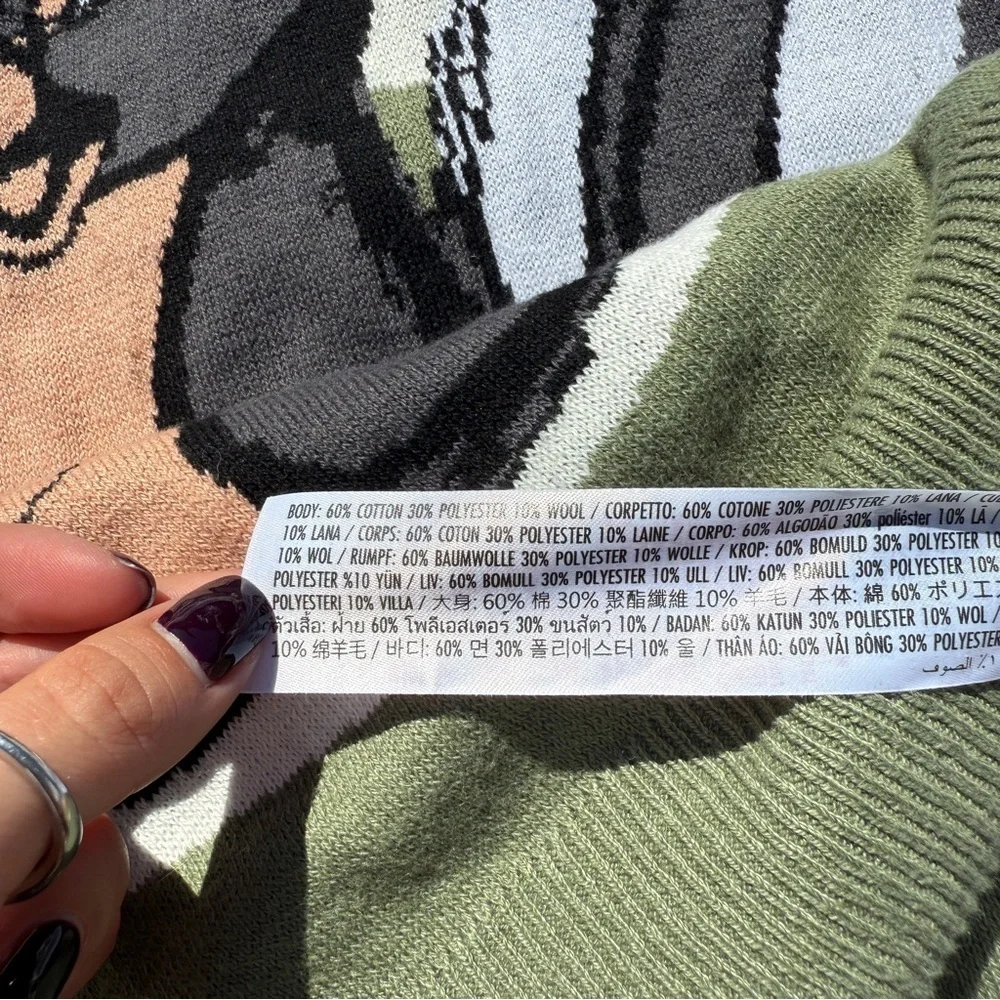 BODY: 60% COTTON 30% POLYESTER 10% WOOL / CORPETTO: 60% COTONE 30% POLIESTERE 10% LANA /
10% LANA / CORPS: 60% COTON 30% POLYESTER 10% LAINE / CORPO: 60% ALGODÃO 30% poliéster 10% LÃ /
10% WOL / RUMPF: 60% BAUMWOLLE 30% POLYESTER 10% WOLLE / KROP: 60% BOMULD 30% POLYESTER
POLYESTER %10 YÜN / LIV: 60% BOMULL 30% POLYESTER 10% ULL / LIV: 60% BOMULL 30% POLYESTER 10%
POLYESTERI 10% VILLA / 大身: 60% 棉 30% 聚酯纖維 10% 羊毛 / 本体: 綿 60% ポリエ
ตัวเสื้อ: ฝ้าย 60% โพลีเอสเตอร์ 30% ขนสัตว์ 10% / BADAN: 60% KATUN 30% POLIESTER 10% WOL /
10% 绵羊毛 / 바디: 60% 면 30% 폴리에스터 10% 울 / THÂN ÁO: 60% VẢI BÔNG 30% POLYESTER
الصوف